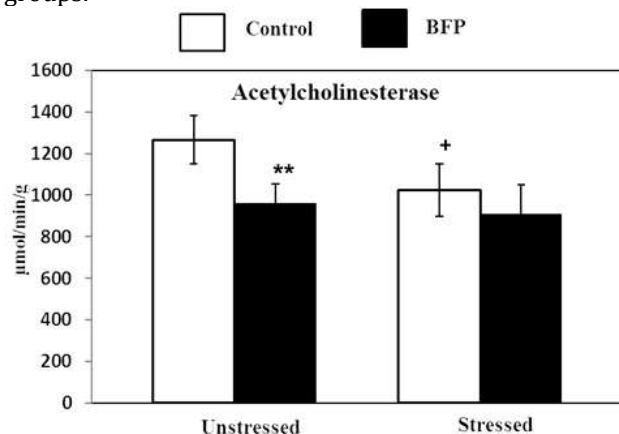 groups.
Control BFP
Acetylcholinesterase
1600
1400
1200
1000
800
600
400
200
0
µmol/min/g
**
+
Unstressed Stressed